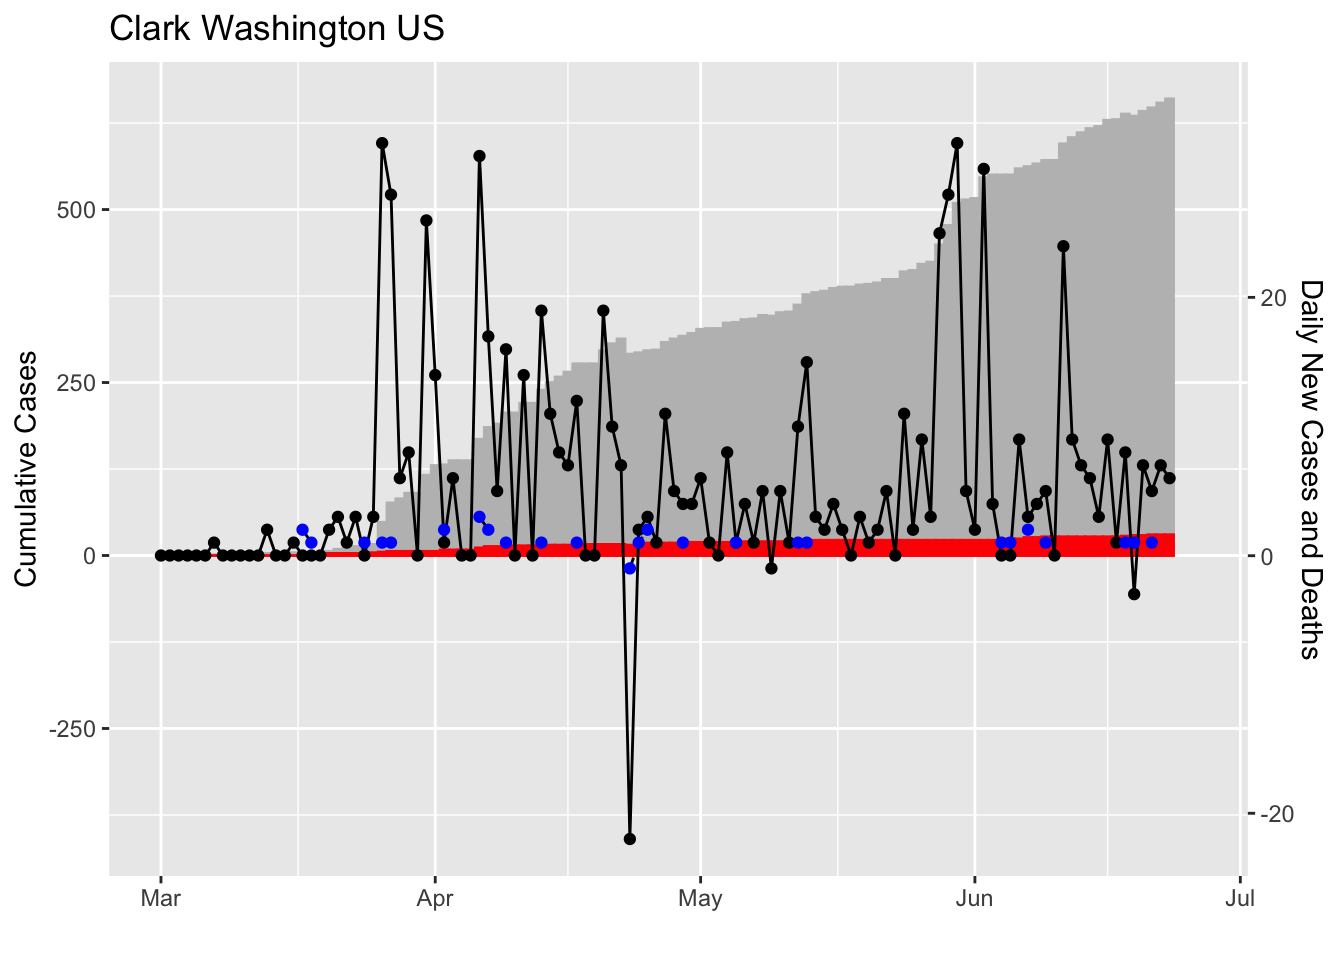 Clark Washington US
Cumulative Cases
500
250
0
-250
20
0
-20
Daily New Cases and Deaths
Mar
Apr
May
Jun
Jul